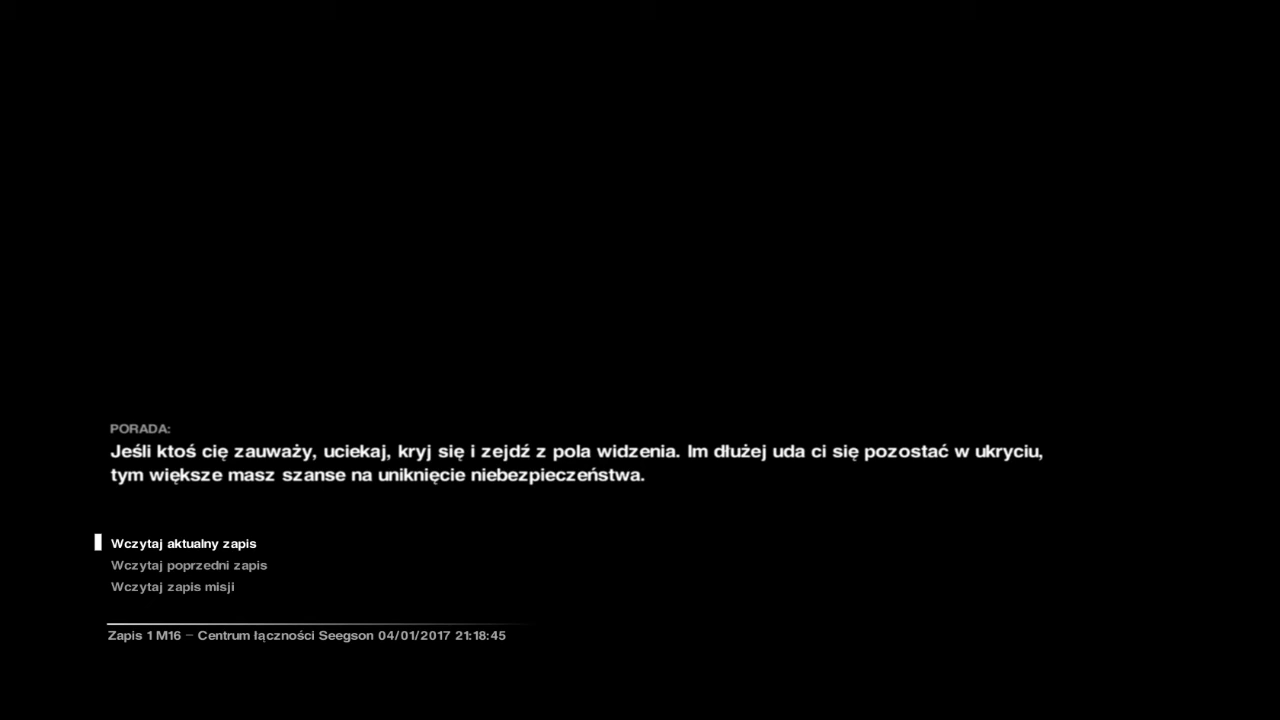 PORADA:
Jeśli ktoś cię zauważy, uciekaj, kryj się i zejdź z pola widzenia. Im dłużej uda ci się pozostać w ukryciu,
tym większe masz szanse na uniknięcie niebezpieczeństwa.
Wczytaj aktualny zapis
Wczytaj poprzedni zapis
Wczytaj zapis misji
Zapis 1 M16 – Centrum łączności Seegson 04/01/2017 21:18:45